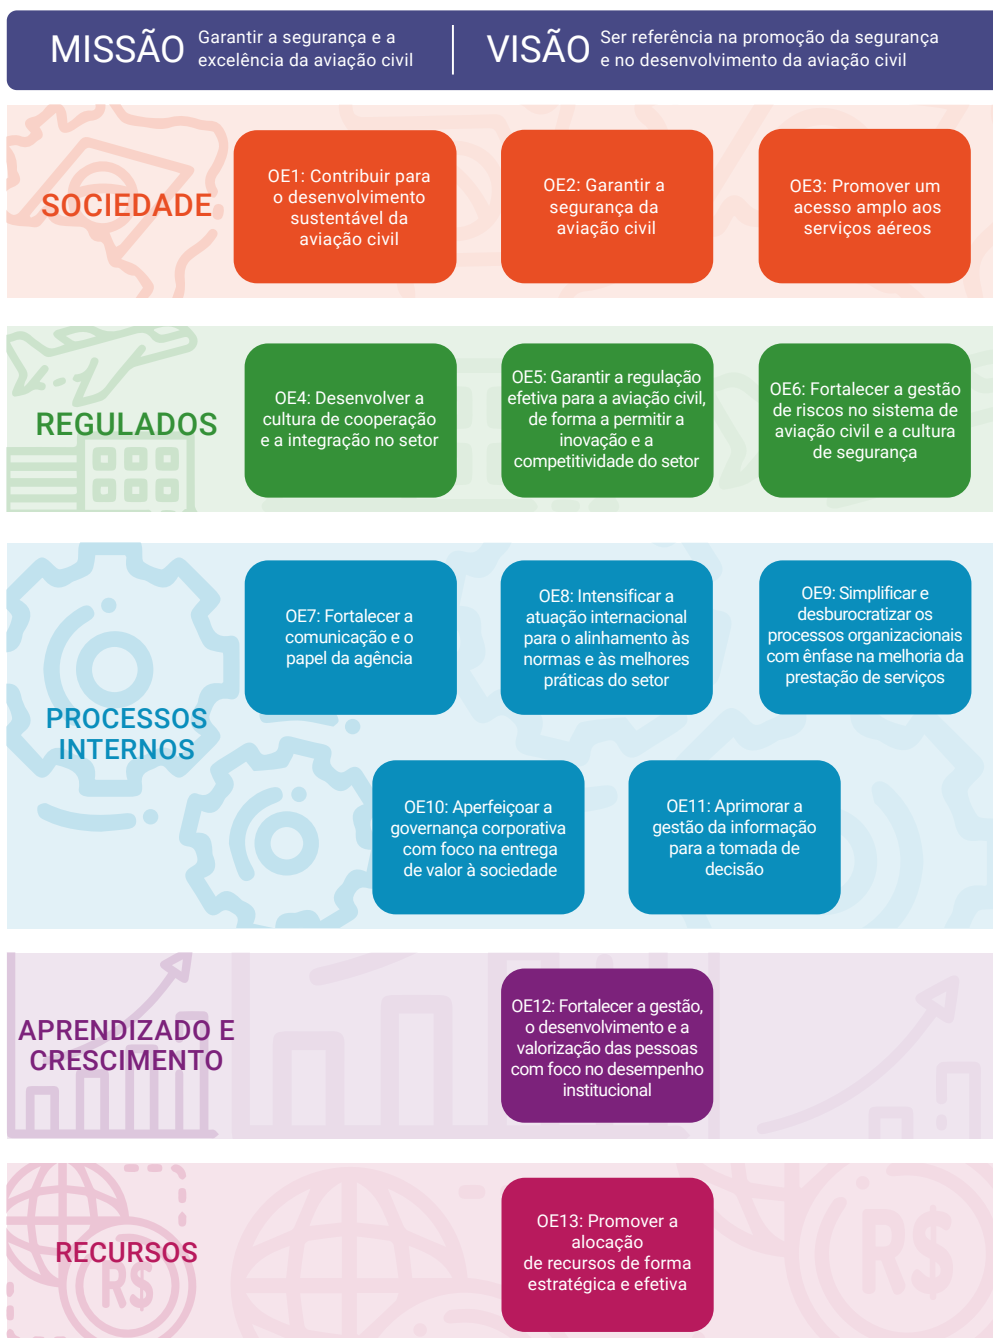 MISSÃO
Garantir a segurança e a
excelência da aviação civil
VISÃO
Ser referência na promoção da segurança
e no desenvolvimento da aviação civil
SOCIEDADE
OE1: Contribuir para
o desenvolvimento
sustentável da
aviação civil
OE2: Garantir a
segurança da
aviação civil
OE3: Promover um
acesso amplo aos
serviços aéreos
REGULADOS
OE4: Desenvolver a
cultura de cooperação
e a integração no setor
OE5: Garantir a regulação
efetiva para a aviação civil,
de forma a permitir a
inovação e a
competitividade do setor
OE6: Fortalecer a gestão
de riscos no sistema de
aviação civil e a cultura
de segurança
PROCESSOS
INTERNOS
OE7: Fortalecer a
comunicação e o
papel da agência
OE8: Intensificar a
atuação internacional
para o alinhamento às
normas e às melhores
práticas do setor
OE9: Simplificar e
desburocratizar os
processos organizacionais
com ênfase na melhoria da
prestação de serviços
OE10: Aperfeiçoar a
governança corporativa
com foco na entrega
de valor à sociedade
OE11: Aprimorar a
gestão da informação
para a tomada de
decisão
APRENDIZADO E
CRESCIMENTO
OE12: Fortalecer a gestão,
o desenvolvimento e a
valorização das pessoas
com foco no desempenho
institucional
RECURSOS
R$
OE13: Promover a
alocação
de recursos de forma
estratégica e efetiva
R$